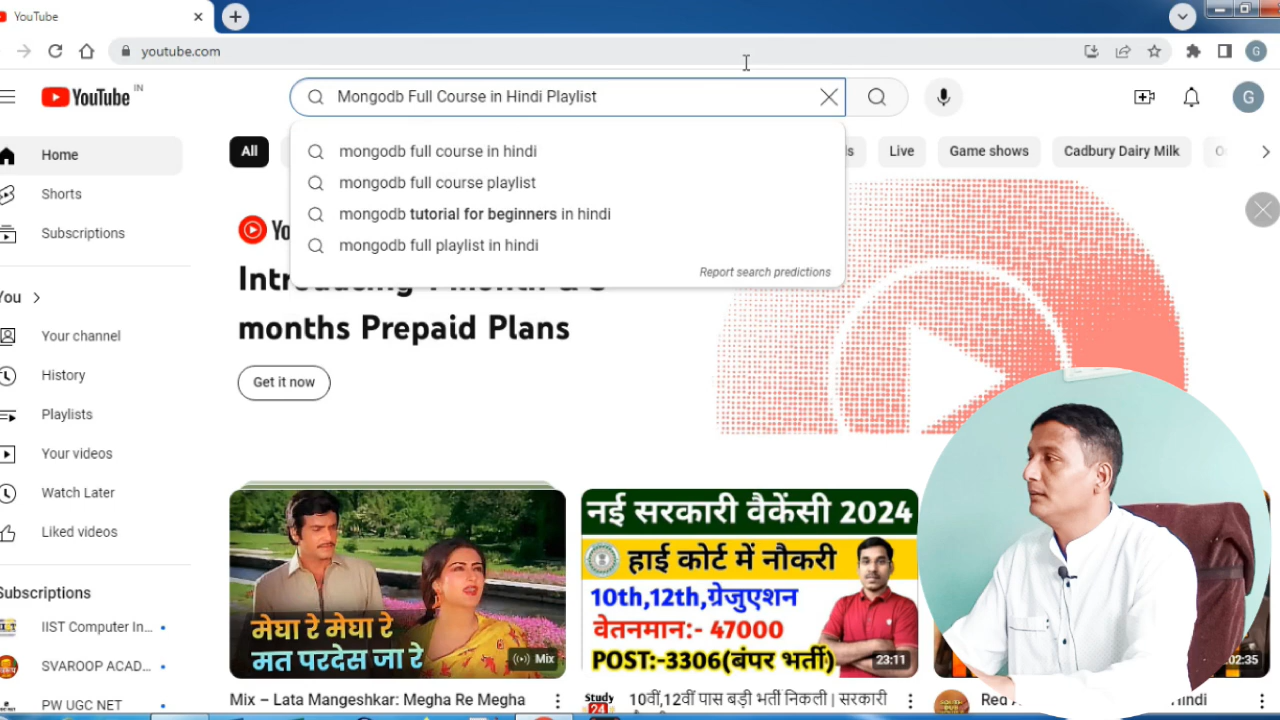 YouTube
youtube.com
G
YouTube IN
Mongodb Full Course in Hindi Playlist
G
mongodb full course in hindi
mongodb full course playlist
mongodb tutorial for beginners in hindi
mongodb full playlist in hindi
Report search predictions
All
Live
Game shows
Cadbury Dairy Milk
Home
Shorts
Subscriptions
You
Your channel
History
Playlists
Your videos
Watch Later
Liked videos
Subscriptions
IIST Computer In...
SVAROOP ACAD...
PW UGC NET
months Prepaid Plans
Get it now
मेघा रे मेघा रे
मत परदेस जा रे
Mix
Mix – Lata Mangeshkar: Megha Re Megha
नई सरकारी वैकेंसी 2024
हाई कोर्ट में नौकरी
10th,12th,ग्रेजुएशन
वेतनमान:- 47000
POST:-3306(बंपर भर्ती)
23:11
Study
24
10वीं,12वीं पास बड़ी भर्ती निकली | सरकारी
02:35
Red